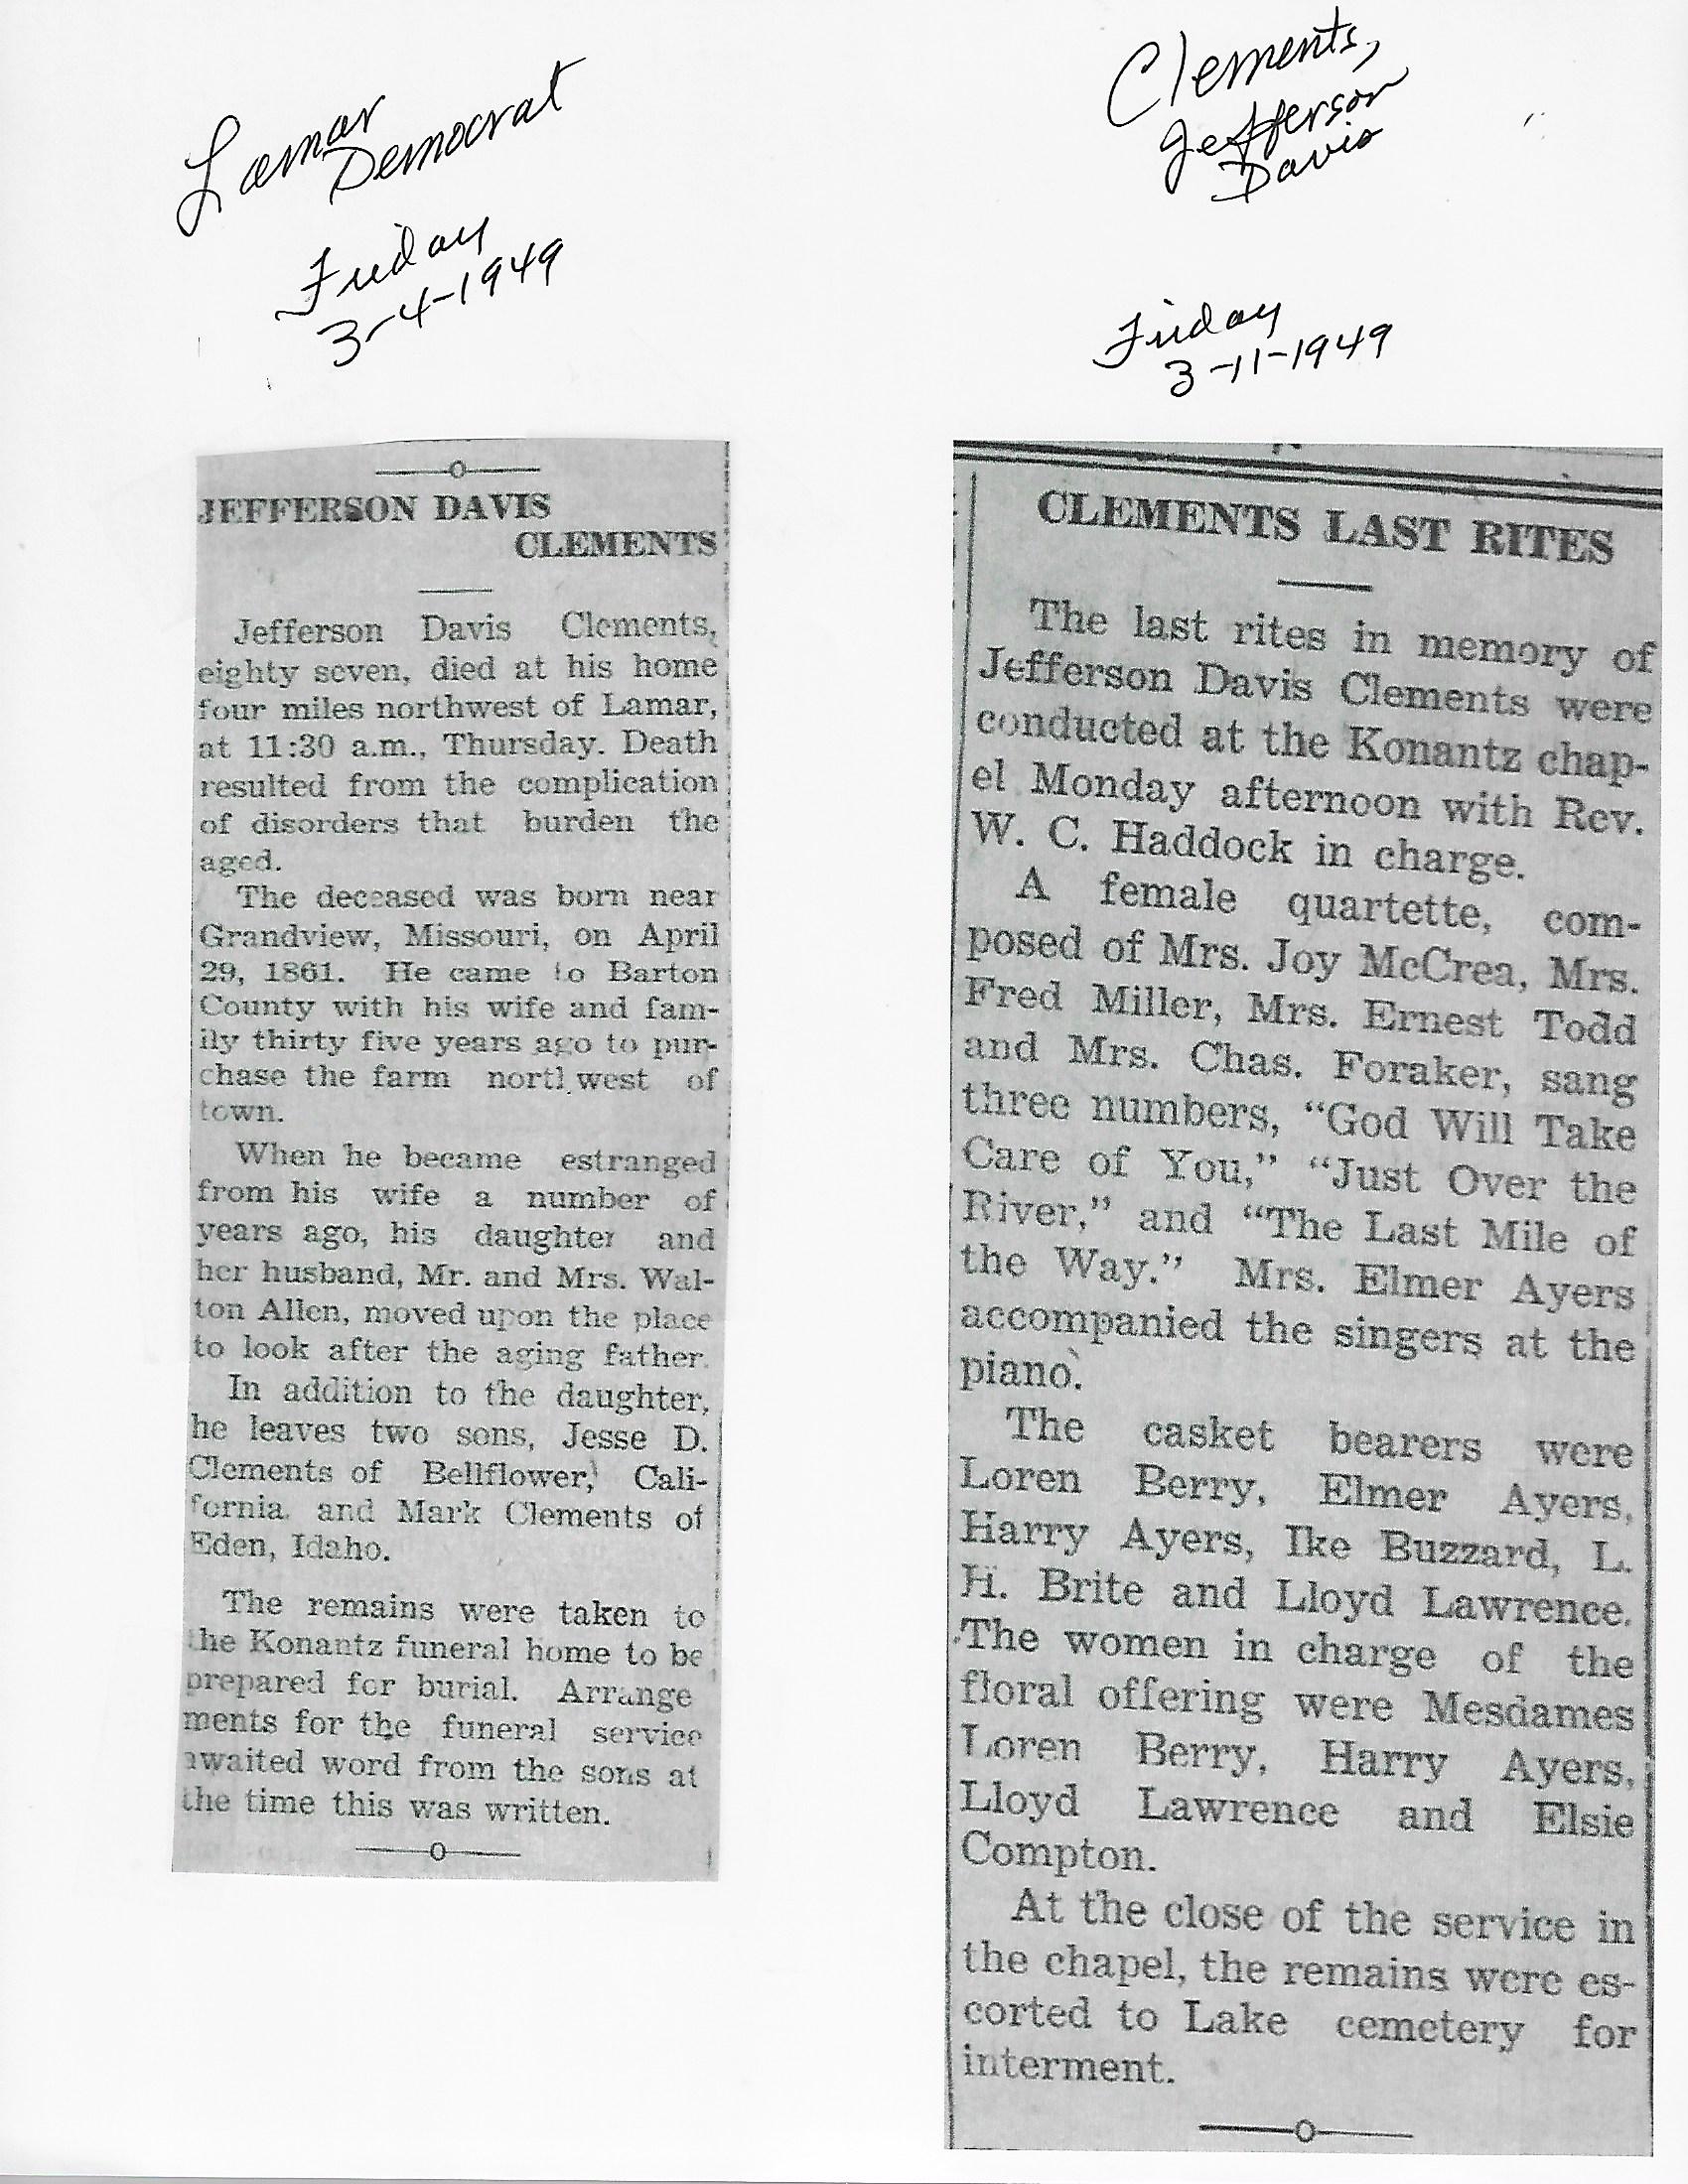 Lamar
Democrat
Friday
3-4-1949
JEFFERSON DAVIS
CLEMENTS
Jefferson Davis Clements,
eighty seven, died at his home
four miles northwest of Lamar,
at 11:30 a.m., Thursday. Death
resulted from the complication
of disorders that burden the
aged.
The deceased was born near
Grandview, Missouri, on April
29, 1861. He came to Barton
County with his wife and fam-
ily thirty five years ago to pur-
chase the farm northwest of
town.
When he became estranged
from his wife a number of
years ago, his daughter and
her husband, Mr. and Mrs. Wal-
ton Allen, moved upon the place
to look after the aging father.
In addition to the daughter,
he leaves two sons, Jesse D.
Clements of Bellflower, Cali-
fornia, and Mark Clements of
Eden, Idaho.
The remains were taken to
the Konantz funeral home to be
prepared for burial. Arrange
ments for the funeral service
awaited word from the sons at
the time this was written.
Clements,
Jefferson
Davis
Friday
3-11-1949
CLEMENTS LAST RITES
The last rites in memory of
Jefferson Davis Clements were
conducted at the Konantz chap-
el Monday afternoon with Rev.
W. C. Haddock in charge.
A female quartette, com-
posed of Mrs. Joy McCrea, Mrs.
Fred Miller, Mrs. Ernest Todd
and Mrs. Chas. Foraker, sang
three numbers, "God Will Take
Care of You," "Just Over the
River," and "The Last Mile of
the Way." Mrs. Elmer Ayers
accompanied the singers at the
piano.
The casket bearers were
Loren Berry, Elmer Ayers,
Harry Ayers, Ike Buzzard, L.
H. Brite and Lloyd Lawrence.
The women in charge of the
floral offering were Mesdames
Loren Berry, Harry Ayers,
Lloyd Lawrence and Elsie
Compton.
At the close of the service in
the chapel, the remains were es-
corted to Lake cemetery for
interment.